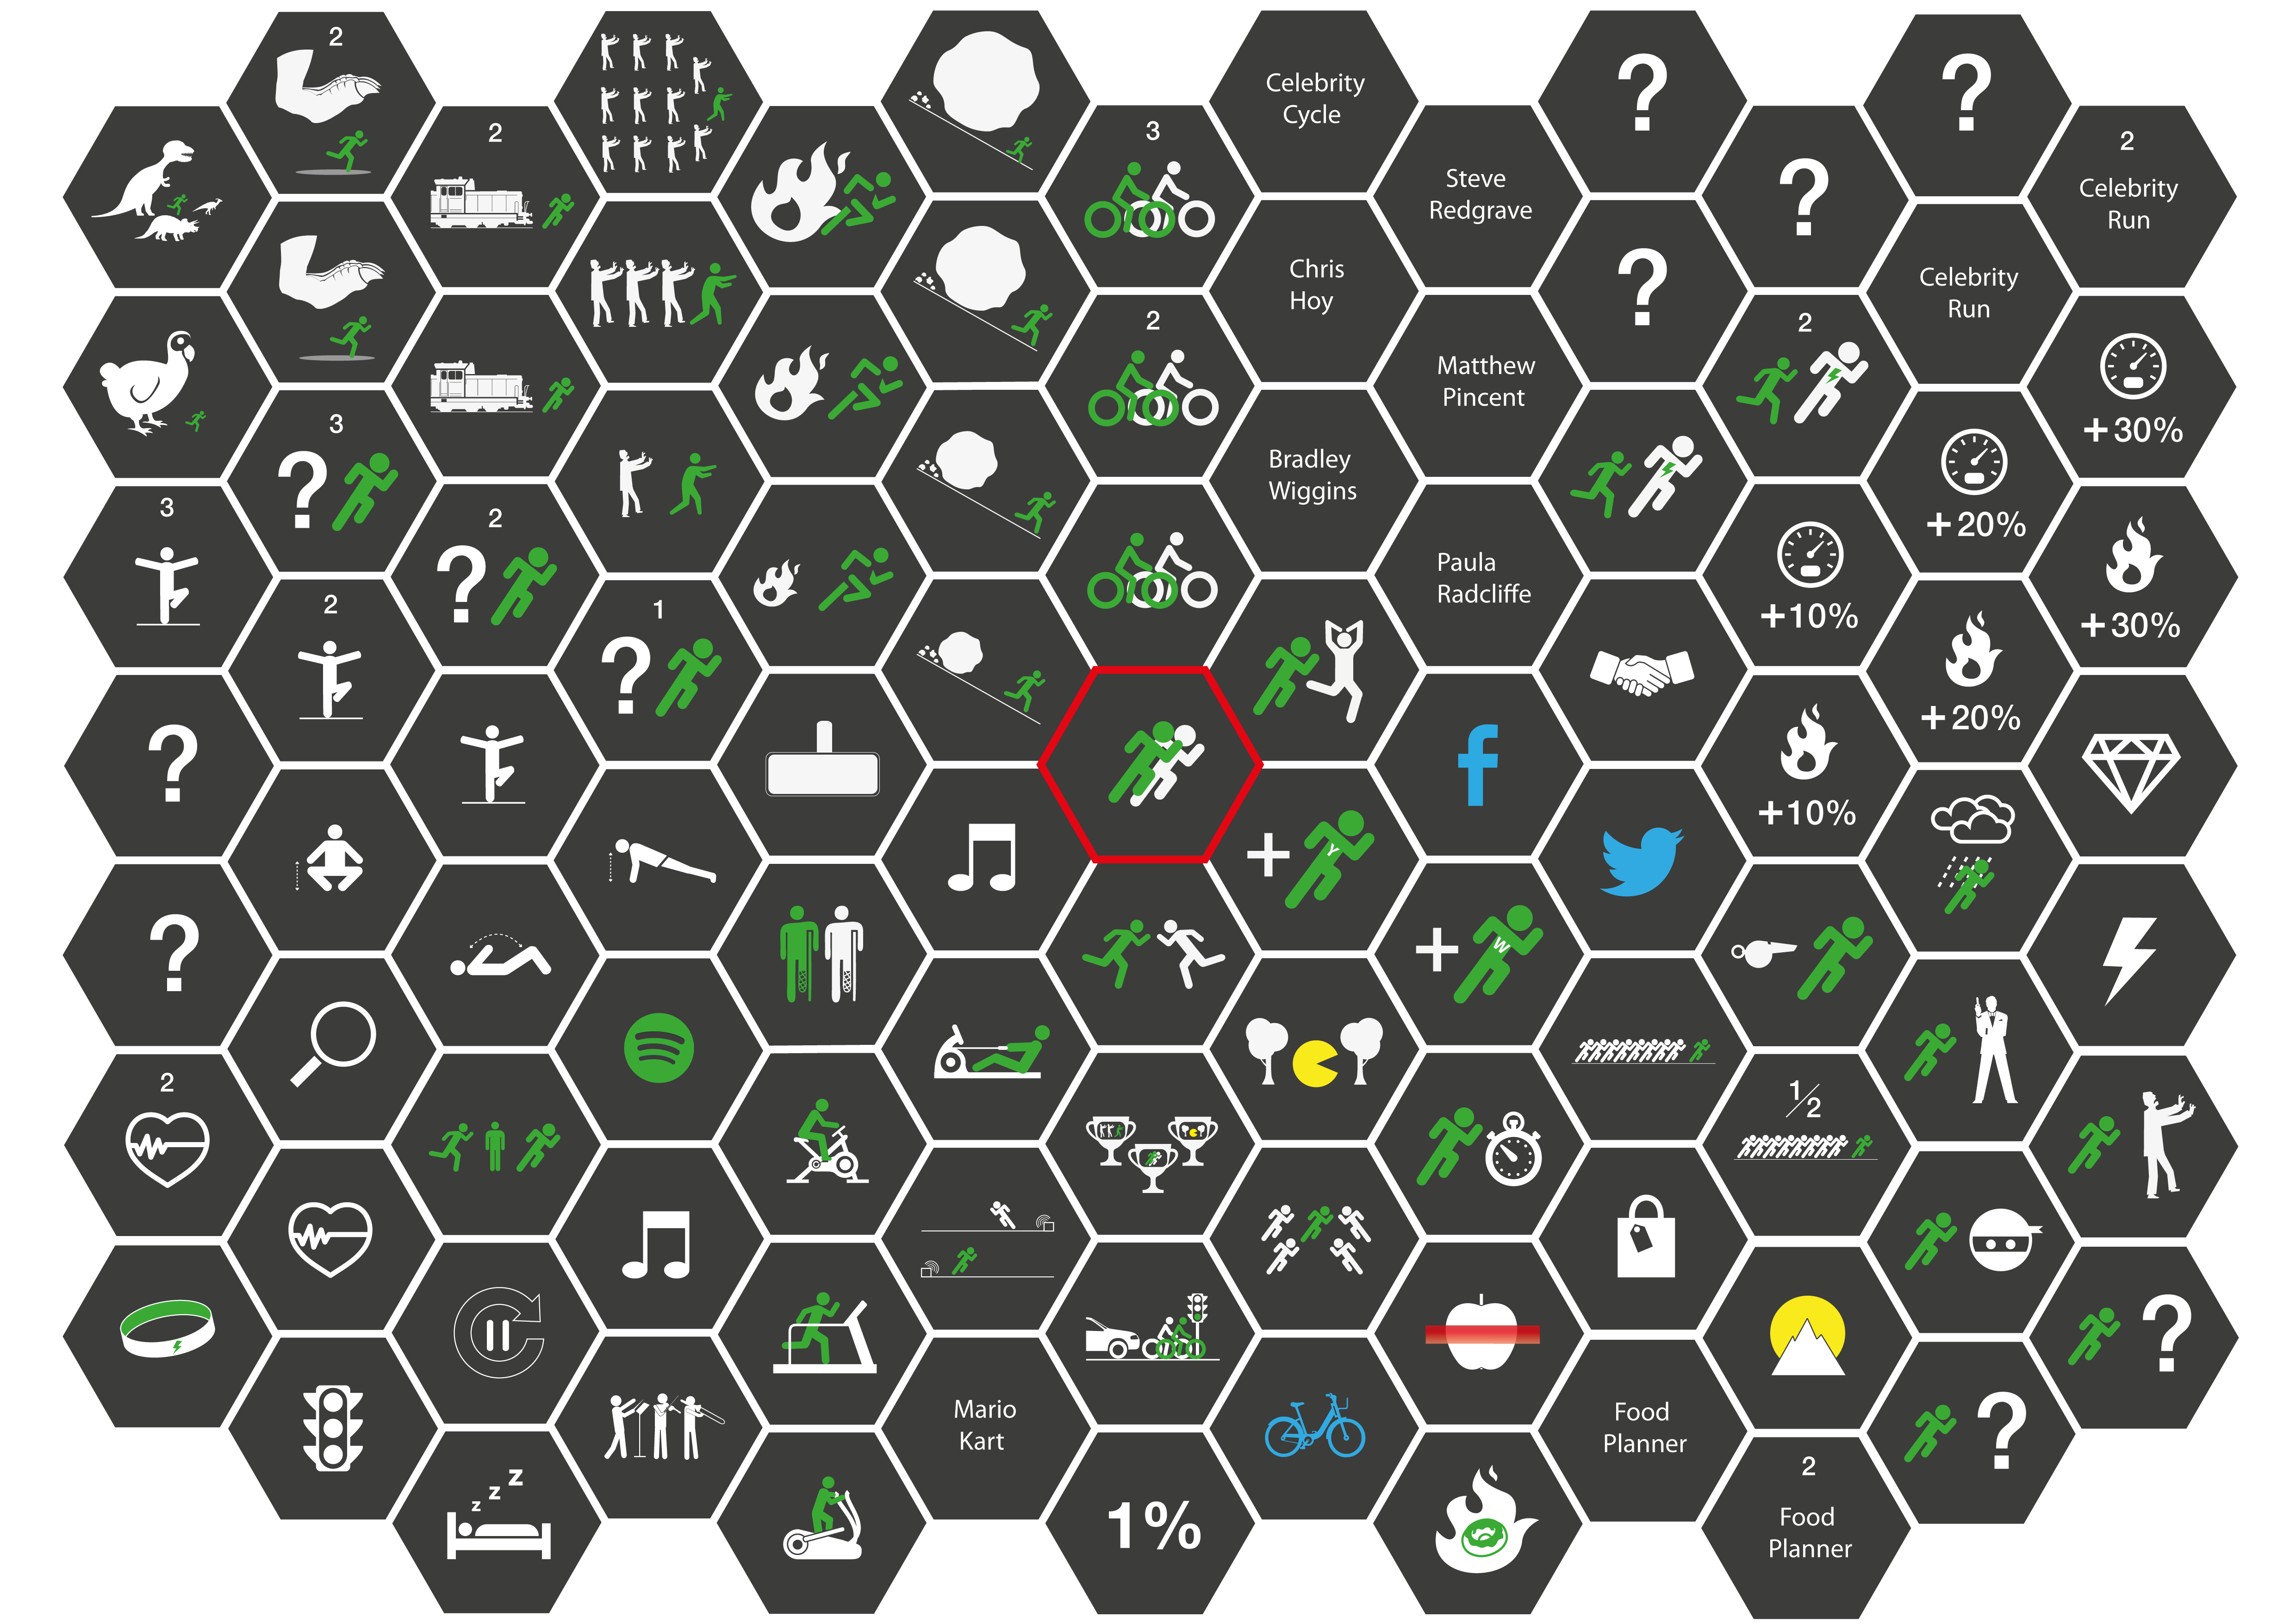 2
Celebrity
Cycle
?
?
2
3
2
Celebrity
Run
Steve
Redgrave
?
Chris
Hoy
?
Celebrity
Run
2
2
Matthew
Pincent
3
?
+30%
Bradley
Wiggins
3
2
?
+20%
Paula
Radcliffe
2
1
?
+10%
+30%
+20%
?
f
+10%
+
Y
?
+
W
2
1/2
?
Mario
Kart
Food
Planner
?
2
Food
Planner
z z z
1%